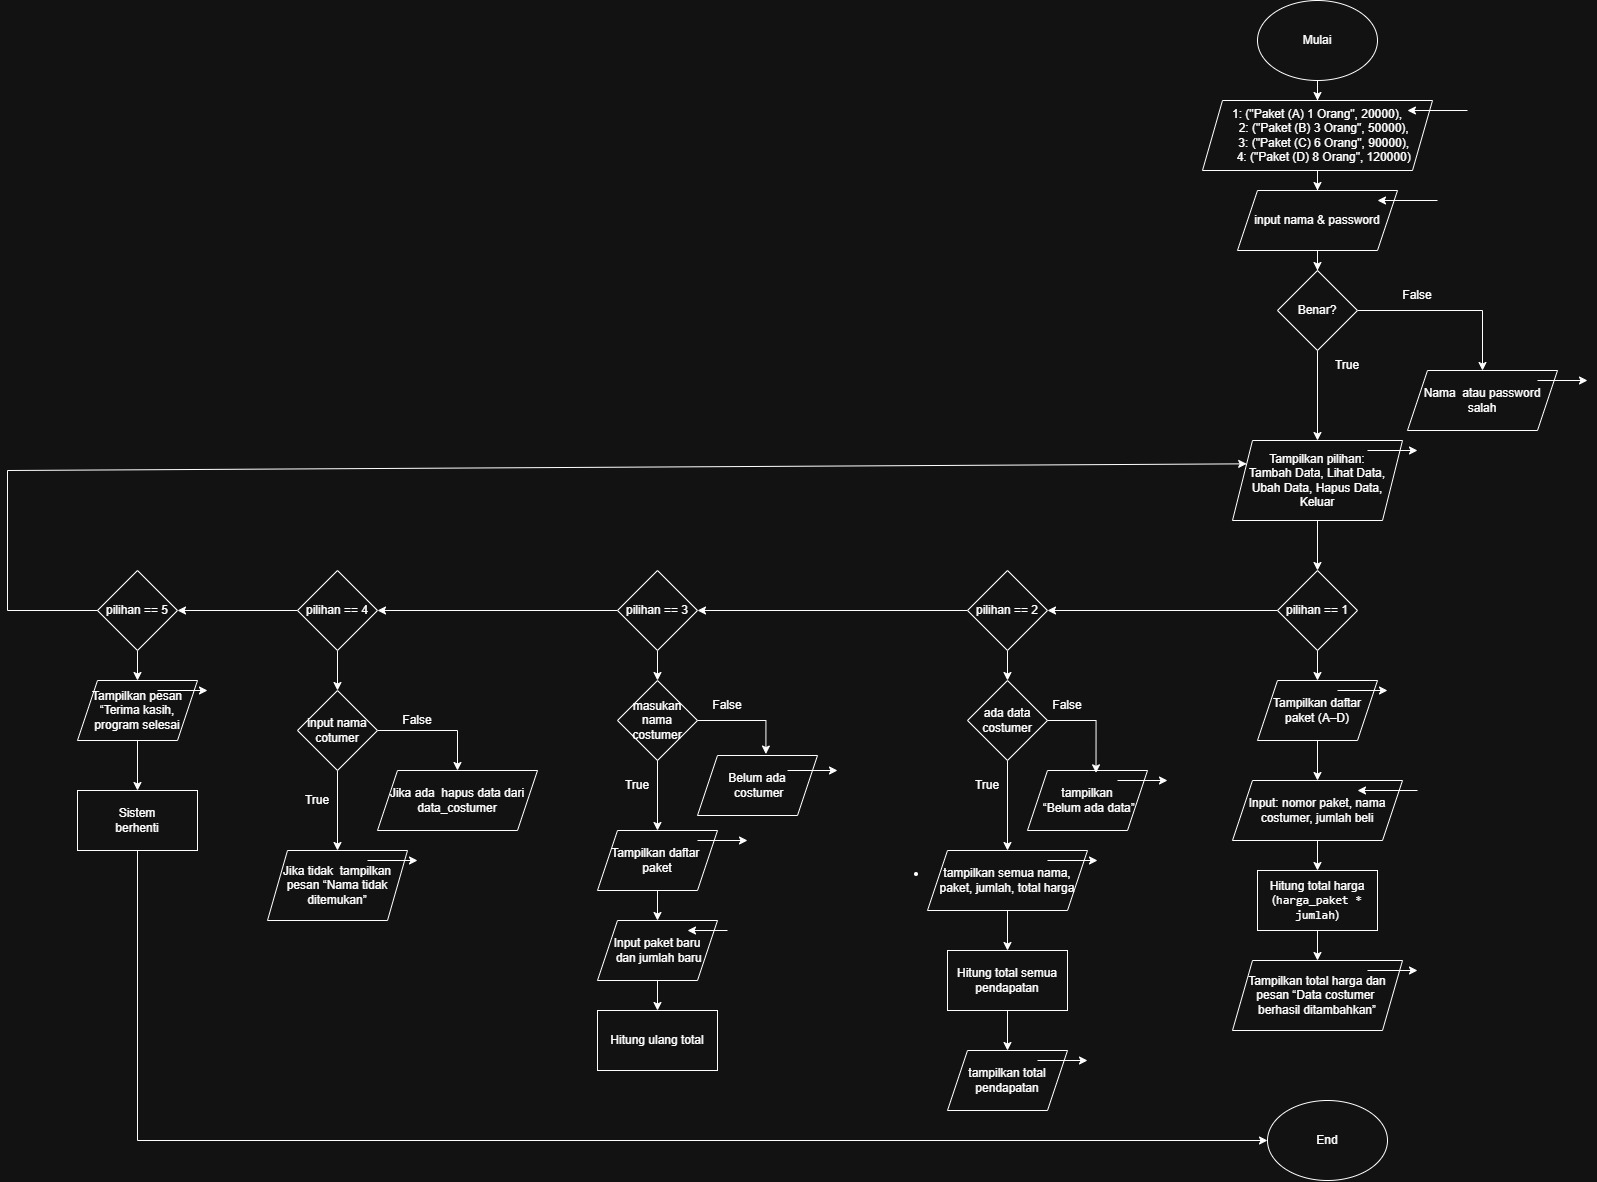 Mulai
1: ("Paket (A) 1 Orang", 20000),
2: ("Paket (B) 3 Orang", 50000),
3: ("Paket (C) 6 Orang", 90000),
4: ("Paket (D) 8 Orang", 120000)
input nama & password
Benar?
False
True
Nama atau password
salah
Tampilkan pilihan:
Tambah Data, Lihat Data,
Ubah Data, Hapus Data,
Keluar
pilihan == 5
pilihan == 4
pilihan == 3
pilihan == 2
pilihan == 1
Tampilkan pesan
“Terima kasih,
program selesai
Sistem
berhenti
Input nama
cotumer
False
True
Jika ada hapus data dari
data_costumer
Jika tidak tampilkan
pesan “Nama tidak
ditemukan”
masukan
nama
costumer
False
True
Belum ada
costumer
Tampilkan daftar
paket
Input paket baru
dan jumlah baru
Hitung ulang total
ada data
costumer
False
True
tampilkan
“Belum ada data”
tampilkan semua nama,
paket, jumlah, total harga
Hitung total semua
pendapatan
tampilkan total
pendapatan
Tampilkan daftar
paket (A–D)
Input: nomor paket, nama
costumer, jumlah beli
Hitung total harga
(harga_paket *
jumlah)
Tampilkan total harga dan
pesan “Data costumer
berhasil ditambahkan”
End